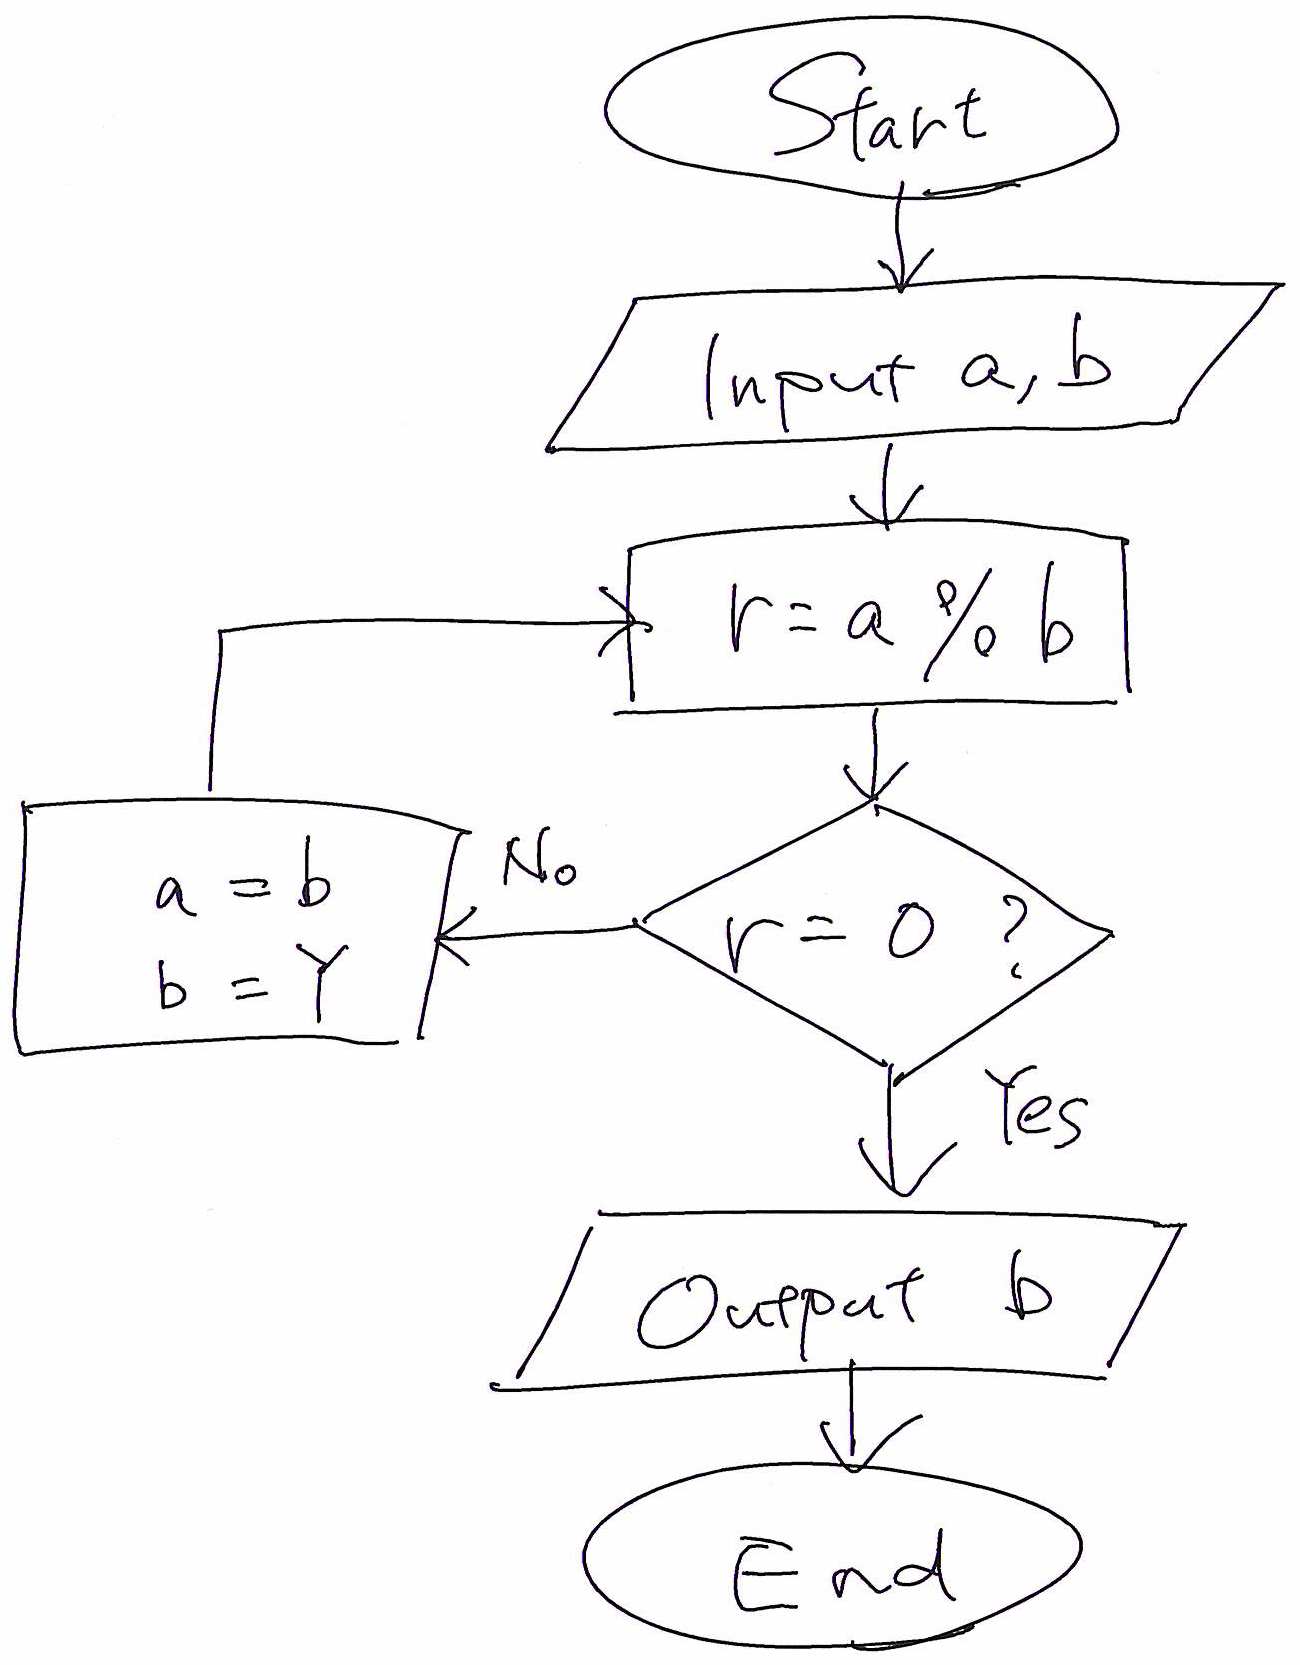 Start
Input a, b
r = a % b
r = 0 ?
No
a = b
b = Y
Yes
Output b
End